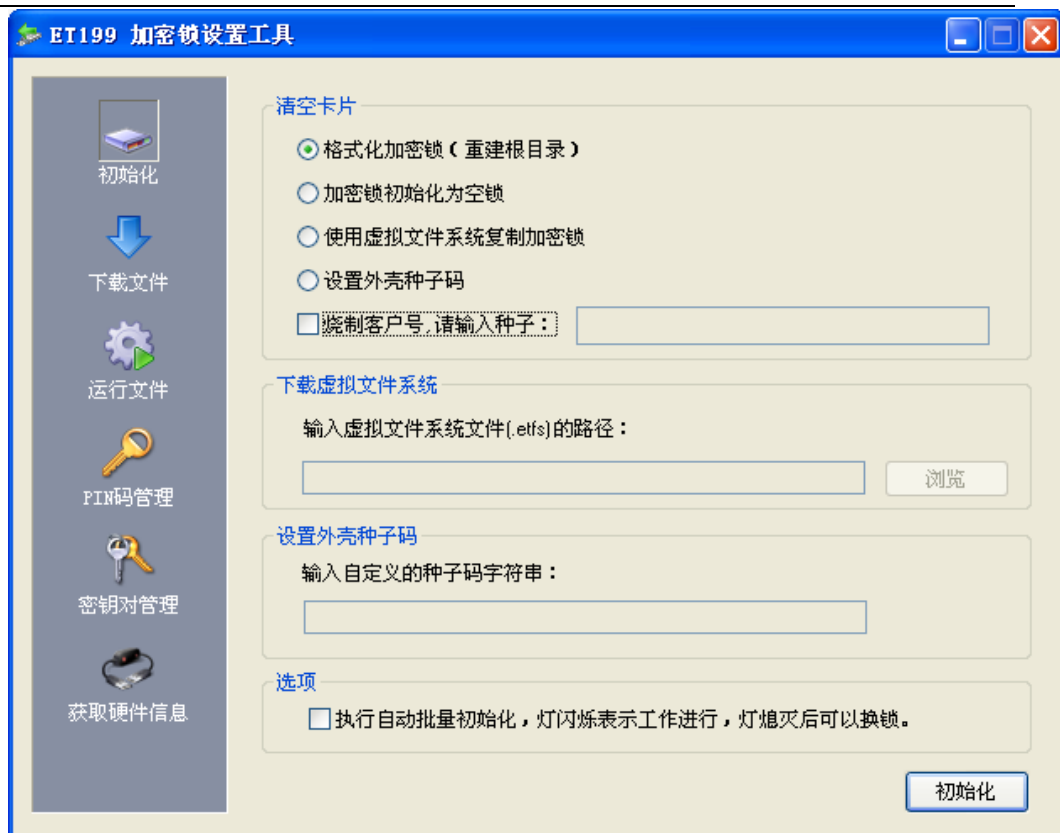 ET199 加密锁设置工具
初始化
下载文件
运行文件
PIN码管理
密钥对管理
获取硬件信息
清空卡片
格式化加密锁(重建根目录)
加密锁初始化为空锁
使用虚拟文件系统复制加密锁
设置外壳种子码
烧制客户号,请输入种子:
下载虚拟文件系统
输入虚拟文件系统文件(.etfs)的路径:
浏览
设置外壳种子码
输入自定义的种子码字符串:
选项
执行自动批量初始化,灯闪烁表示工作进行,灯熄灭后可以换锁。
初始化